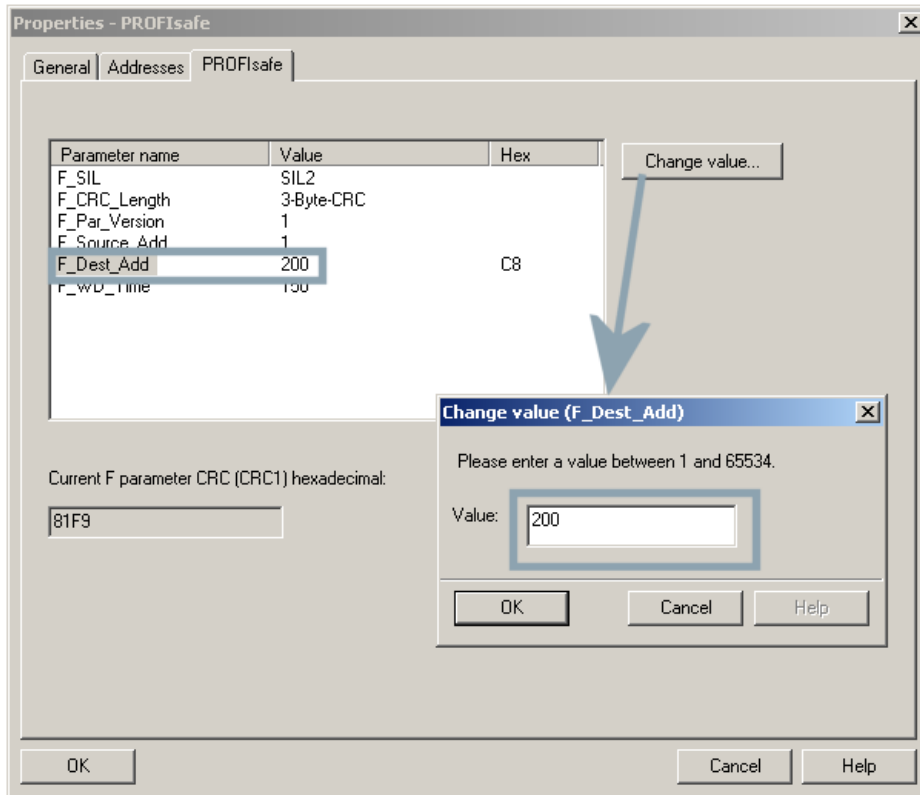 Properties - PROFIsafe
General Addresses PROFIsafe
Parameter name Value Hex
Change value...
F_SIL SIL2
F_CRC_Length 3-Byte-CRC
F_Par_Version 1
F_Source_Add 1
F_Dest_Add 200 C8
F_WD_Time 150
Change value (F_Dest_Add)
Please enter a value between 1 and 65534.
Current F parameter CRC (CRC1) hexadecimal:
Value: 200
81F9
OK Cancel Help
OK Cancel Help